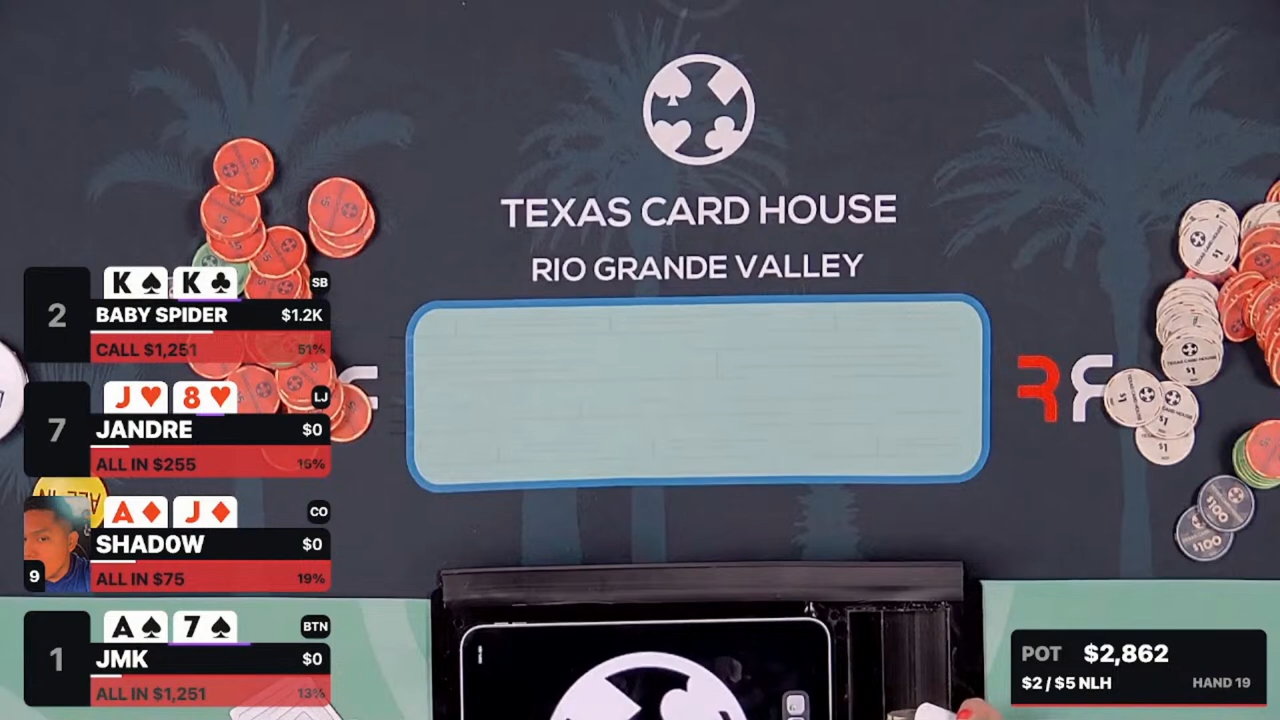 TEXAS CARD HOUSE
RIO GRANDE VALLEY
2
K♠ K♣
SB
BABY SPIDER
$1.2K
CALL $1,251
51%
7
J♥ 8♥
LJ
JANDRE
$0
ALL IN $255
16%
9
A♦ J♦
CO
SHADOW
$0
ALL IN $75
19%
ALL IN
1
A♠ 7♠
BTN
JMK
$0
ALL IN $1,251
13%
POT $2,862
$2 / $5 NLH
HAND 19